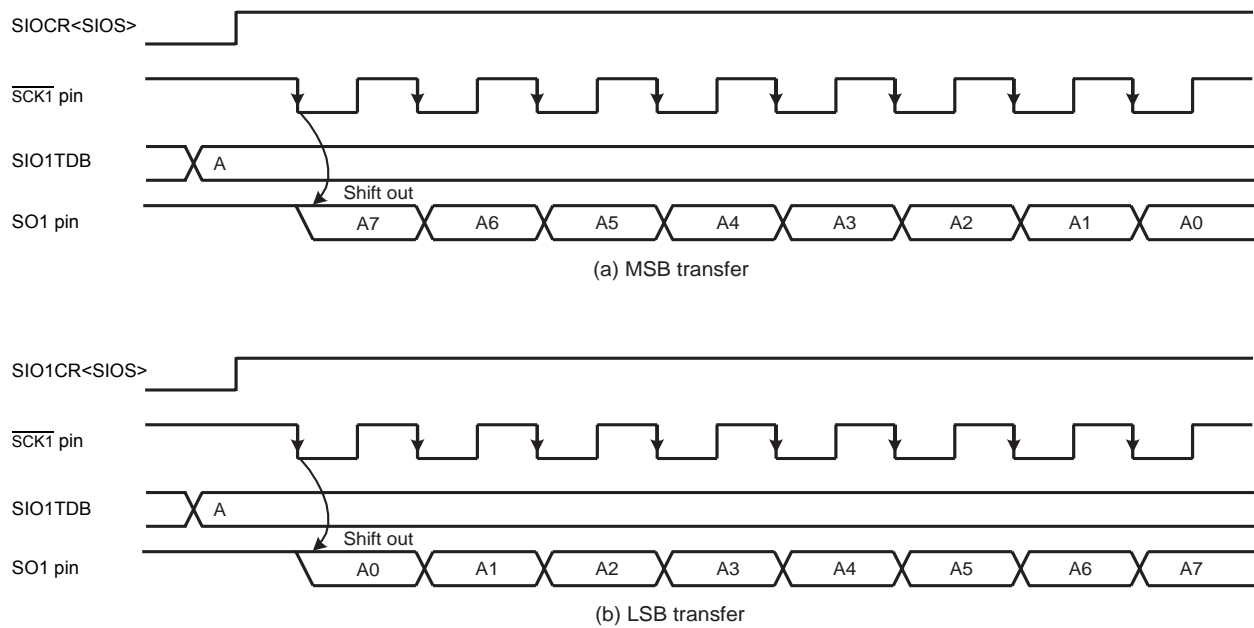 SIOCR<SIOS>
SCK1 pin
SIO1TDB
A
Shift out
SO1 pin
A7 A6 A5 A4 A3 A2 A1 A0
(a) MSB transfer
SIO1CR<SIOS>
SCK1 pin
SIO1TDB
A
Shift out
SO1 pin
A0 A1 A2 A3 A4 A5 A6 A7
(b) LSB transfer